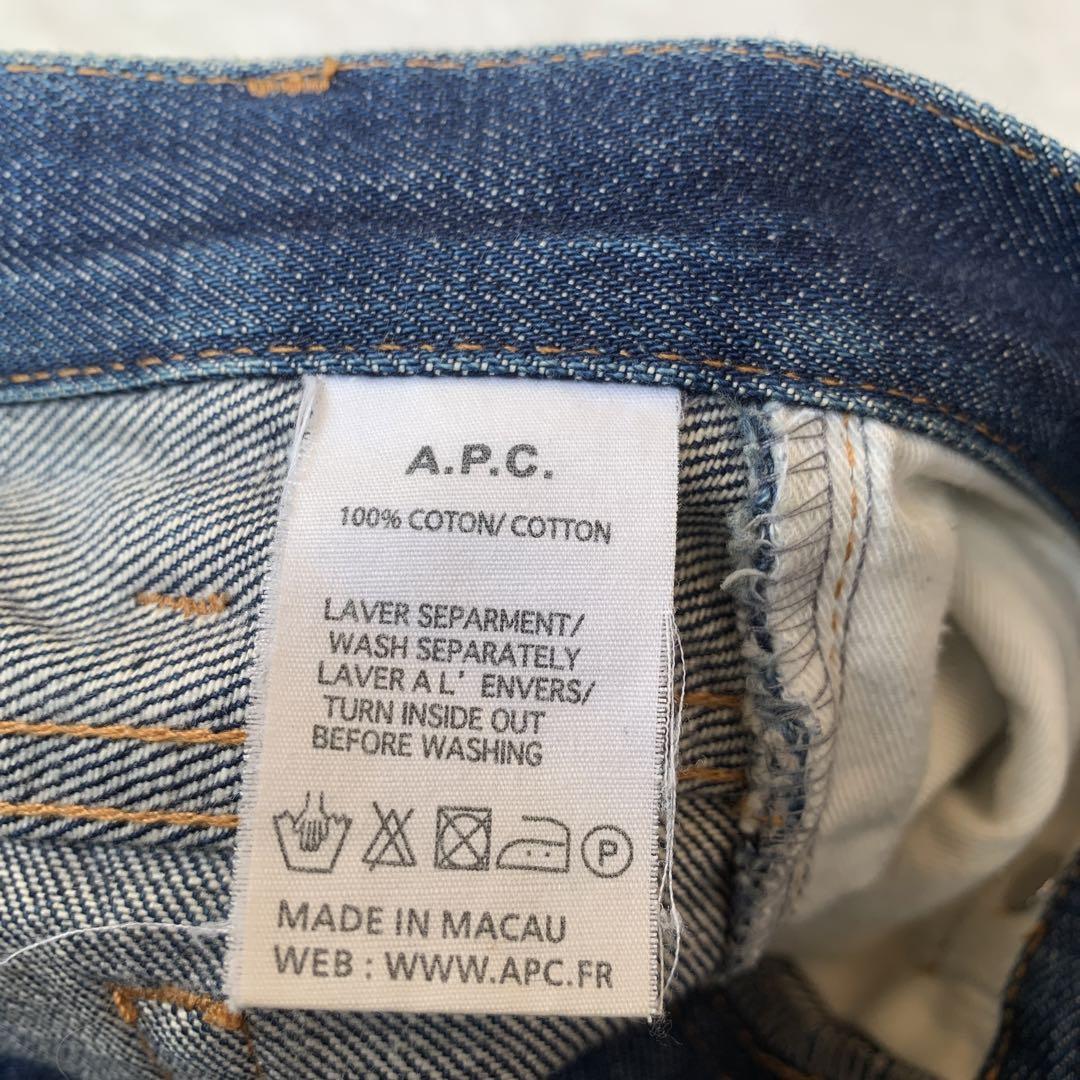 A.P.C.
100% COTON/ COTTON
LAVER SEPARMENT/
WASH SEPARATELY
LAVER A L' ENVERS/
TURN INSIDE OUT
BEFORE WASHING
P
MADE IN MACAU
WEB : WWW.APC.FR